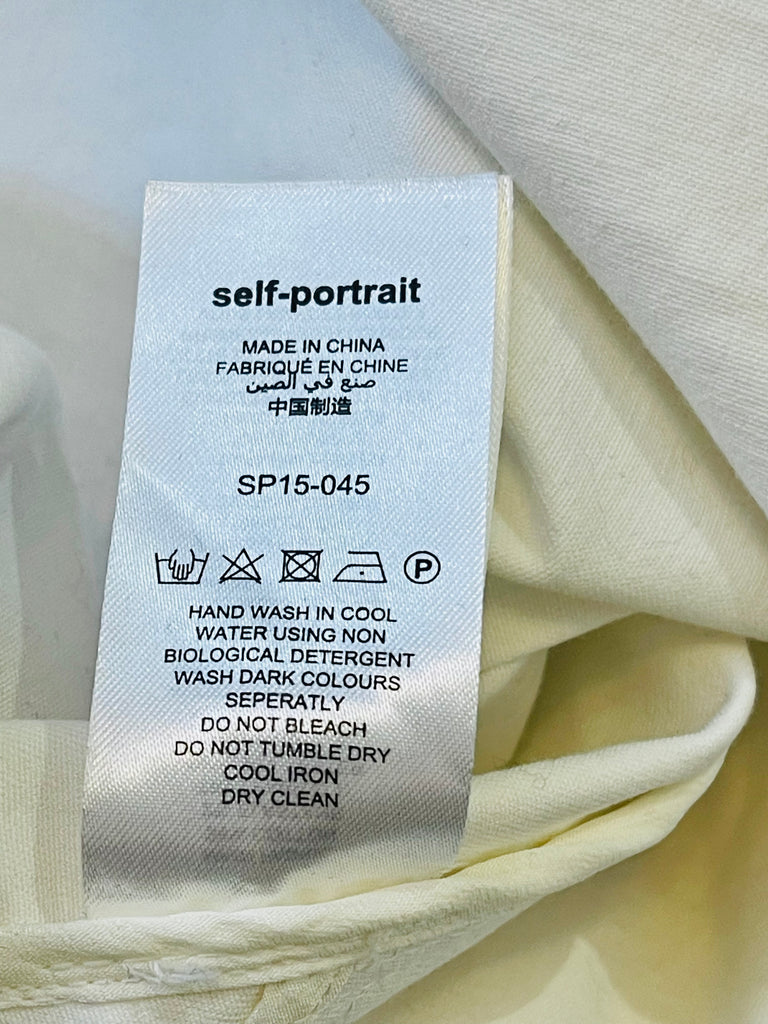 self-portrait
MADE IN CHINA
FABRIQUÉ EN CHINE
صنع في الصين
中国制造
SP15-045
P
HAND WASH IN COOL
WATER USING NON
BIOLOGICAL DETERGENT
WASH DARK COLOURS
SEPERATLY
DO NOT BLEACH
DO NOT TUMBLE DRY
COOL IRON
DRY CLEAN